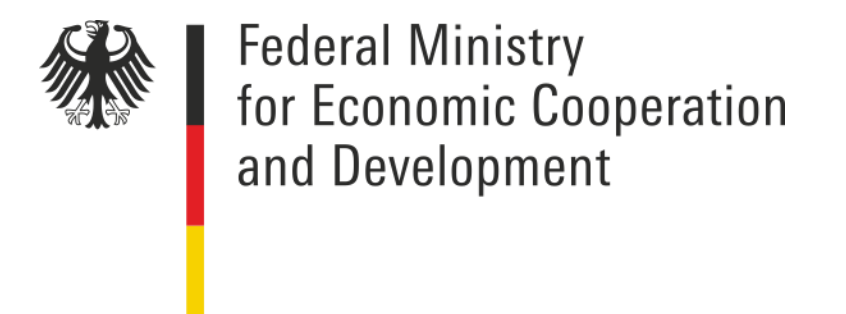 Federal Ministry
for Economic Cooperation
and Development